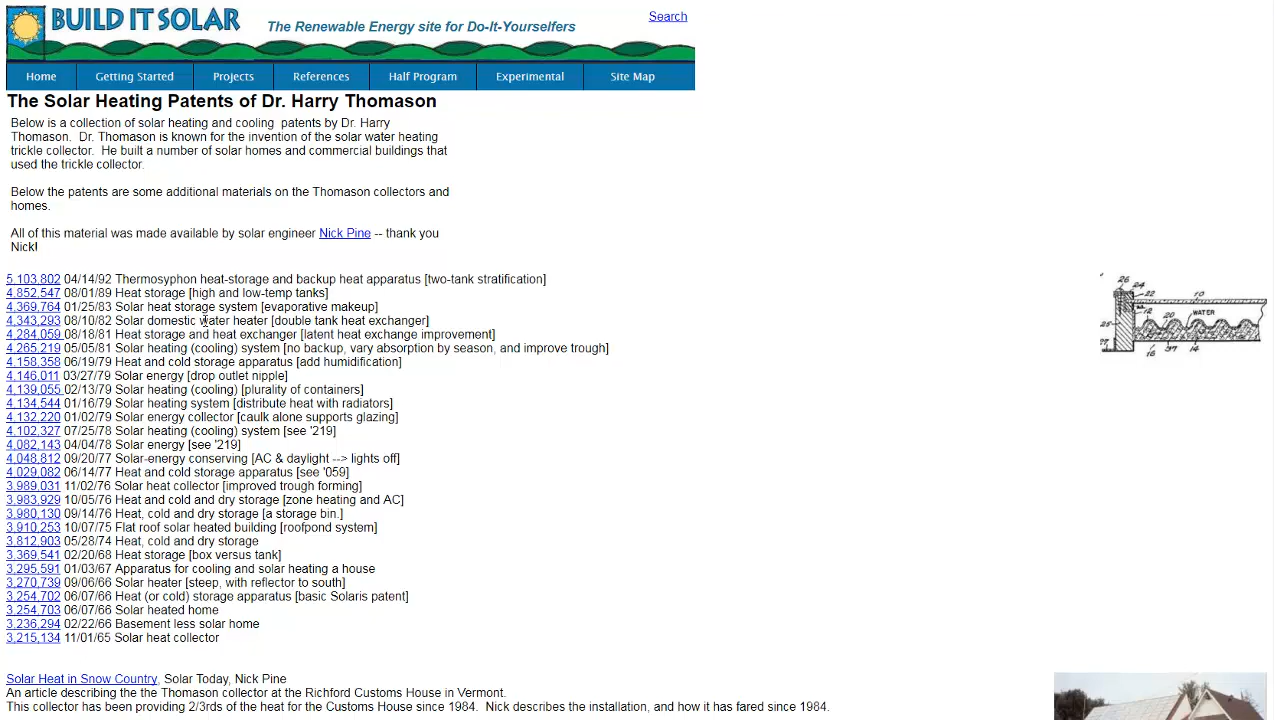 BUILD IT SOLAR
The Renewable Energy site for Do-It-Yourselfers
Search
Home Getting Started Projects References Half Program Experimental Site Map
The Solar Heating Patents of Dr. Harry Thomason
Below is a collection of solar heating and cooling patents by Dr. Harry
Thomason. Dr. Thomason is known for the invention of the solar water heating
trickle collector. He built a number of solar homes and commercial buildings that
used the trickle collector.
Below the patents are some additional materials on the Thomason collectors and
homes.
All of this material was made available by solar engineer Nick Pine -- thank you
Nick!
5,103,802 04/14/92 Thermosyphon heat-storage and backup heat apparatus [two-tank stratification]
4,852,547 08/01/89 Heat storage [high and low-temp tanks]
4,369,764 01/25/83 Solar heat storage system [evaporative makeup]
4,343,293 08/10/82 Solar domestic water heater [double tank heat exchanger]
4,284,059 08/18/81 Heat storage and heat exchanger [latent heat exchange improvement]
4,265,219 05/05/81 Solar heating (cooling) system [no backup, vary absorption by season, and improve trough]
4,158,358 06/19/79 Heat and cold storage apparatus [add humidification]
4,146,011 03/27/79 Solar energy [drop outlet nipple]
4,139,055 02/13/79 Solar heating (cooling) [plurality of containers]
4,134,544 01/16/79 Solar heating system [distribute heat with radiators]
4,132,220 01/02/79 Solar energy collector [caulk alone supports glazing]
4,102,327 07/25/78 Solar heating (cooling) system [see '219]
4,082,143 04/04/78 Solar energy [see '219]
4,048,812 09/20/77 Solar-energy conserving [AC & daylight --> lights off]
4,029,082 06/14/77 Heat and cold storage apparatus [see '059]
3,989,031 11/02/76 Solar heat collector [improved trough forming]
3,983,929 10/05/76 Heat and cold and dry storage [zone heating and AC]
3,980,130 09/14/76 Heat, cold and dry storage [a storage bin.]
3,910,253 10/07/75 Flat roof solar heated building [roofpond system]
3,812,903 05/28/74 Heat, cold and dry storage
3,369,541 02/20/68 Heat storage [box versus tank]
3,295,591 01/03/67 Apparatus for cooling and solar heating a house
3,270,739 09/06/66 Solar heater [steep, with reflector to south]
3,254,702 06/07/66 Heat (or cold) storage apparatus [basic Solaris patent]
3,254,703 06/07/66 Solar heated home
3,236,294 02/22/66 Basement less solar home
3,215,134 11/01/65 Solar heat collector
26 24 22 10
12 20 WATER
25
16 37 14
Solar Heat in Snow Country, Solar Today, Nick Pine
An article describing the the Thomason collector at the Richford Customs House in Vermont.
This collector has been providing 2/3rds of the heat for the Customs House since 1984. Nick describes the installation, and how it has fared since 1984.